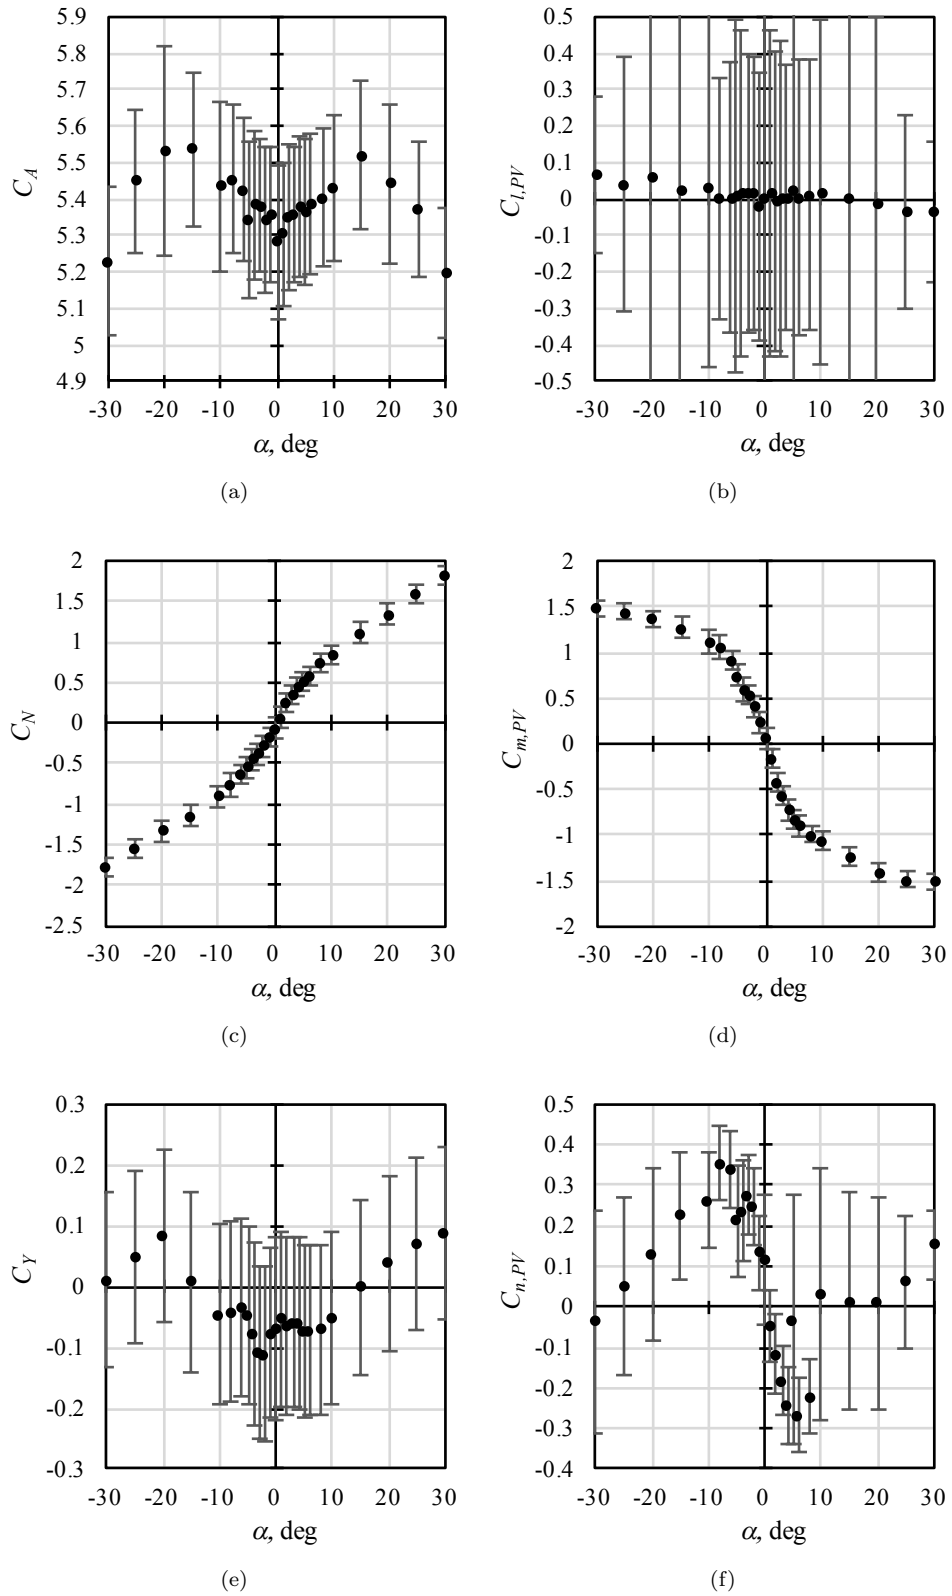 5.9
5.8
5.7
5.6
5.5
5.4
5.3
5.2
5.1
5
4.9
C_A
-30 -20 -10 0 10 20 30
α, deg
(a)
0.5
0.4
0.3
0.2
0.1
0
-0.1
-0.2
-0.3
-0.4
-0.5
C_{l,PV}
-30 -20 -10 0 10 20 30
α, deg
(b)
2
1.5
1
0.5
0
-0.5
-1
-1.5
-2
-2.5
C_N
-30 -20 -10 0 10 20 30
α, deg
(c)
2
1.5
1
0.5
0
-0.5
-1
-1.5
-2
C_{m,PV}
-30 -20 -10 0 10 20 30
α, deg
(d)
0.3
0.2
0.1
0
-0.1
-0.2
-0.3
C_Y
-30 -20 -10 0 10 20 30
α, deg
(e)
0.5
0.4
0.3
0.2
0.1
0
-0.1
-0.2
-0.3
-0.4
C_{n,PV}
-30 -20 -10 0 10 20 30
α, deg
(f)